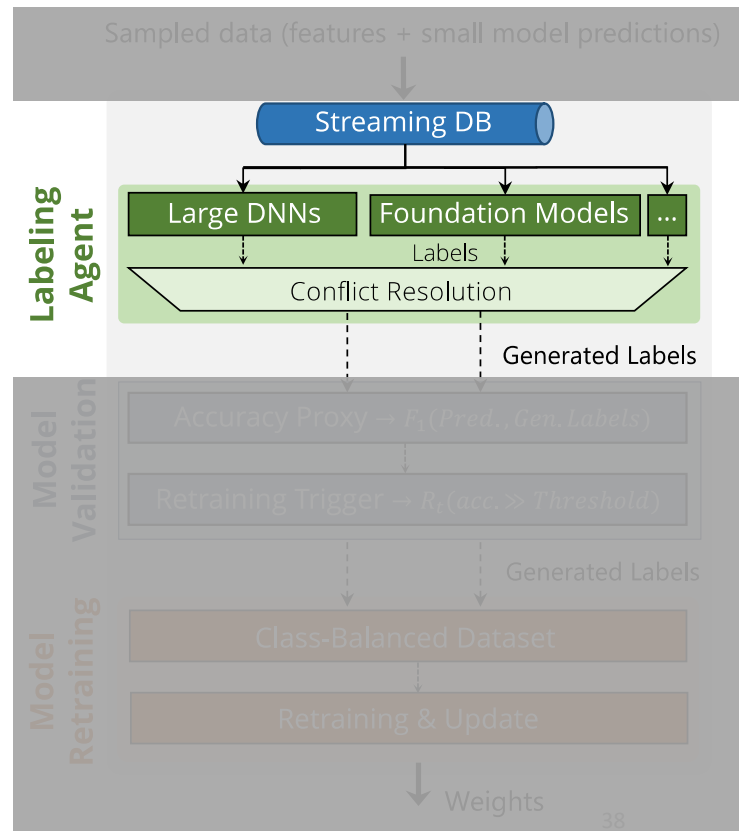 Sampled data (features + small model predictions)
Streaming DB
Labeling
Agent
Large DNNs
Foundation Models
...
Labels
Conflict Resolution
Generated Labels
Model
Validation
Accuracy Proxy → F_t(Pred., Gen. Labels)
Retraining Trigger → R_t(acc. ≫ Threshold)
Generated Labels
Model
Retraining
Class-Balanced Dataset
Retraining & Update
Weights
38